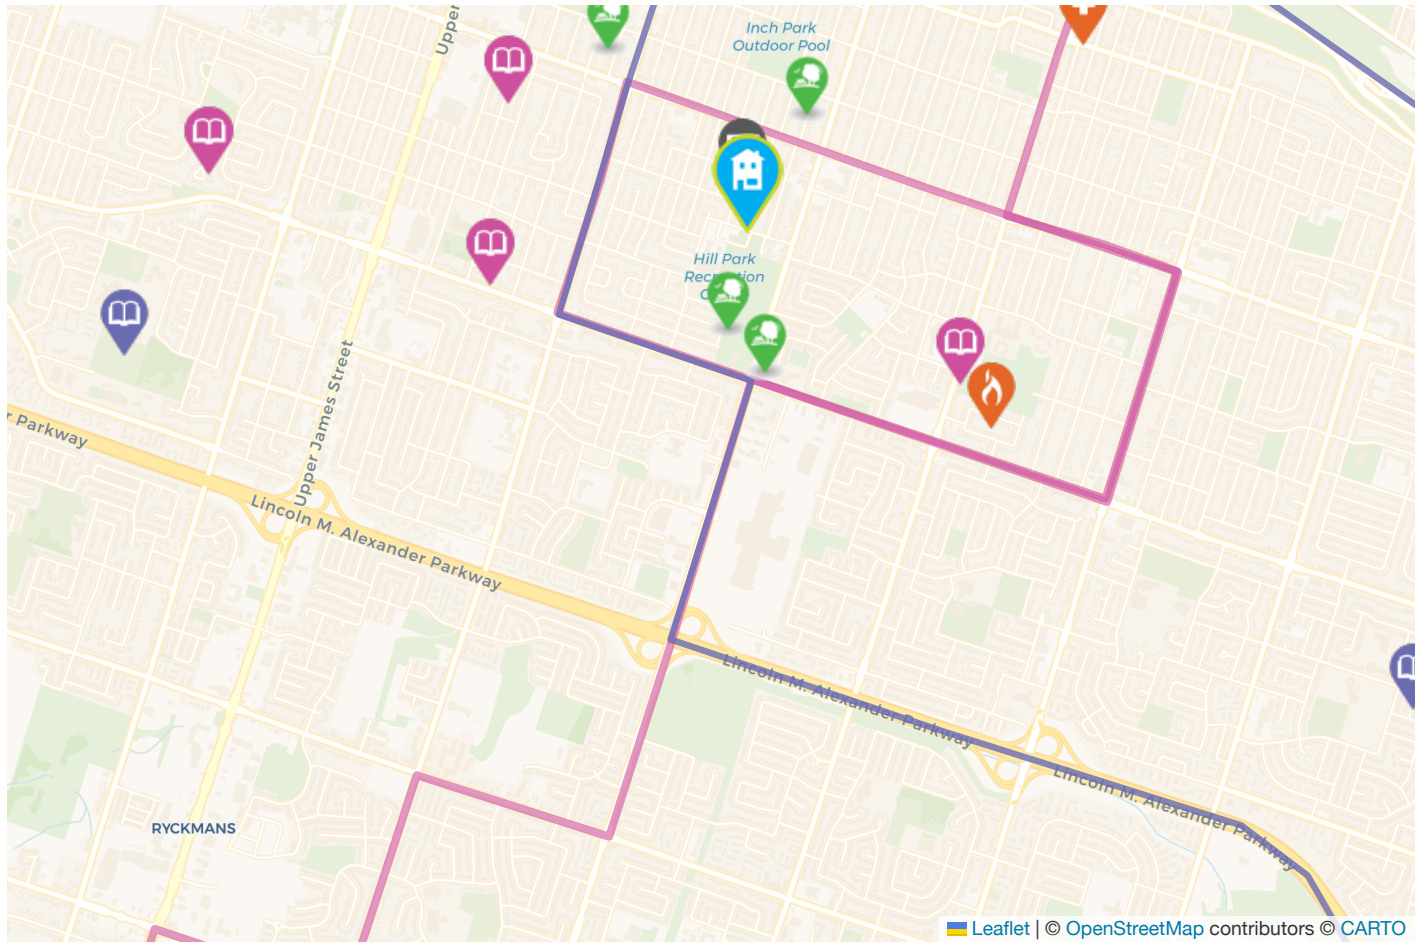 Upper
Inch Park
Outdoor Pool
Hill Park
Upper James Street
r Parkway
Lincoln M. Alexander Parkway
Lincoln M. Alexander Parkway
Lincoln M. Alexander Parkway
RYCKMANS
Leaflet | © OpenStreetMap contributors © CARTO